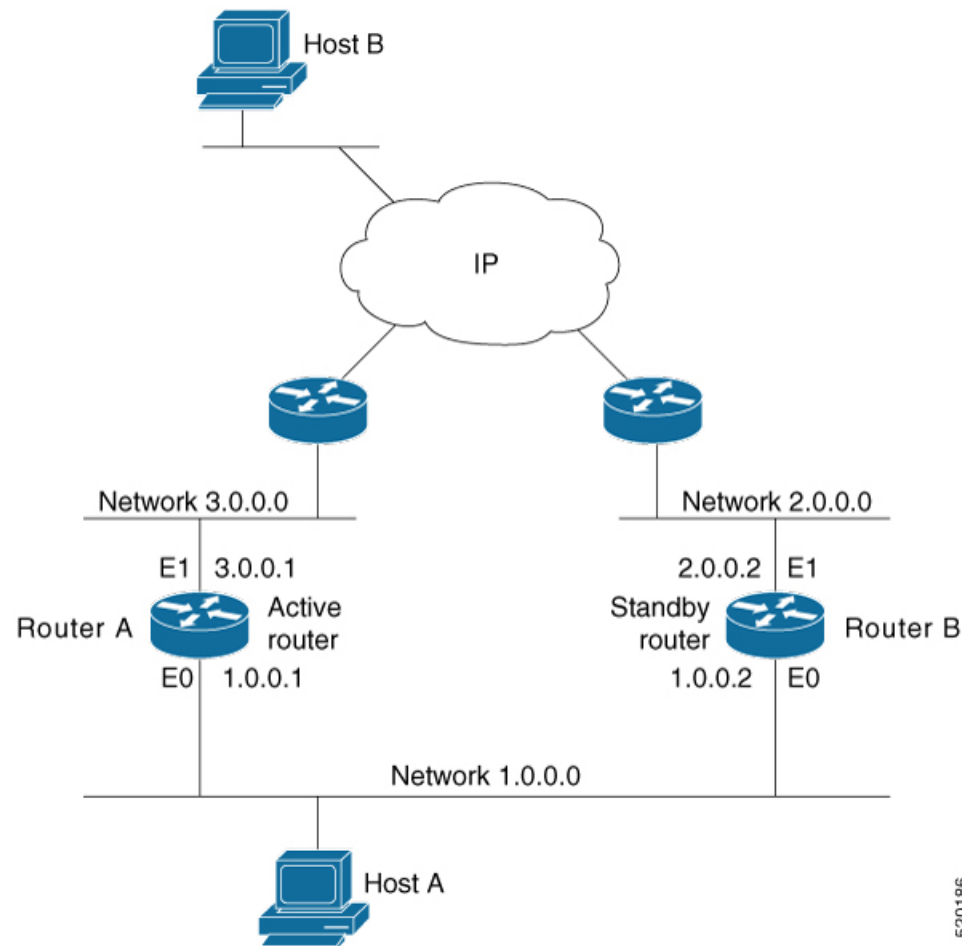 Host B
IP
Network 3.0.0.0
Network 2.0.0.0
E1 3.0.0.1
2.0.0.2 E1
Router A
Active
router
Standby
router
Router B
E0 1.0.0.1
1.0.0.2 E0
Network 1.0.0.0
Host A
520186